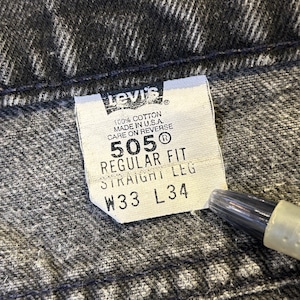 Levi's
100% COTTON
MADE IN U.S.A.
CARE ON REVERSE
505®
REGULAR FIT
STRAIGHT LEG
W33 L34